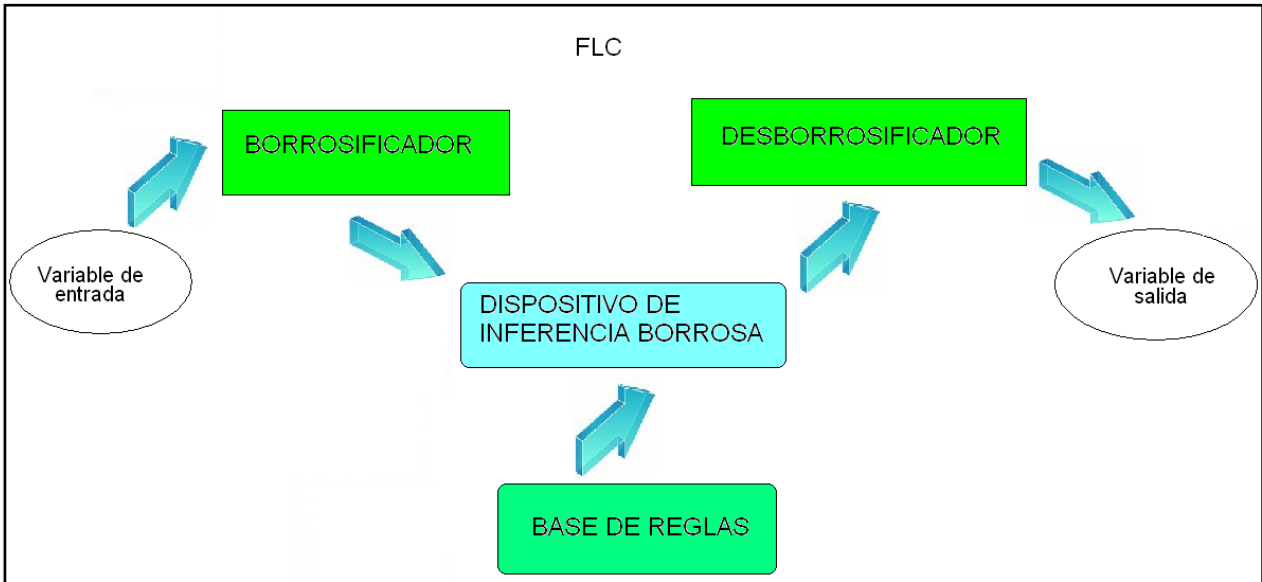 FLC
BORROSIFICADOR
DESBORROSIFICADOR
Variable de
entrada
Variable de
salida
DISPOSITIVO DE
INFERENCIA BORROSA
BASE DE REGLAS